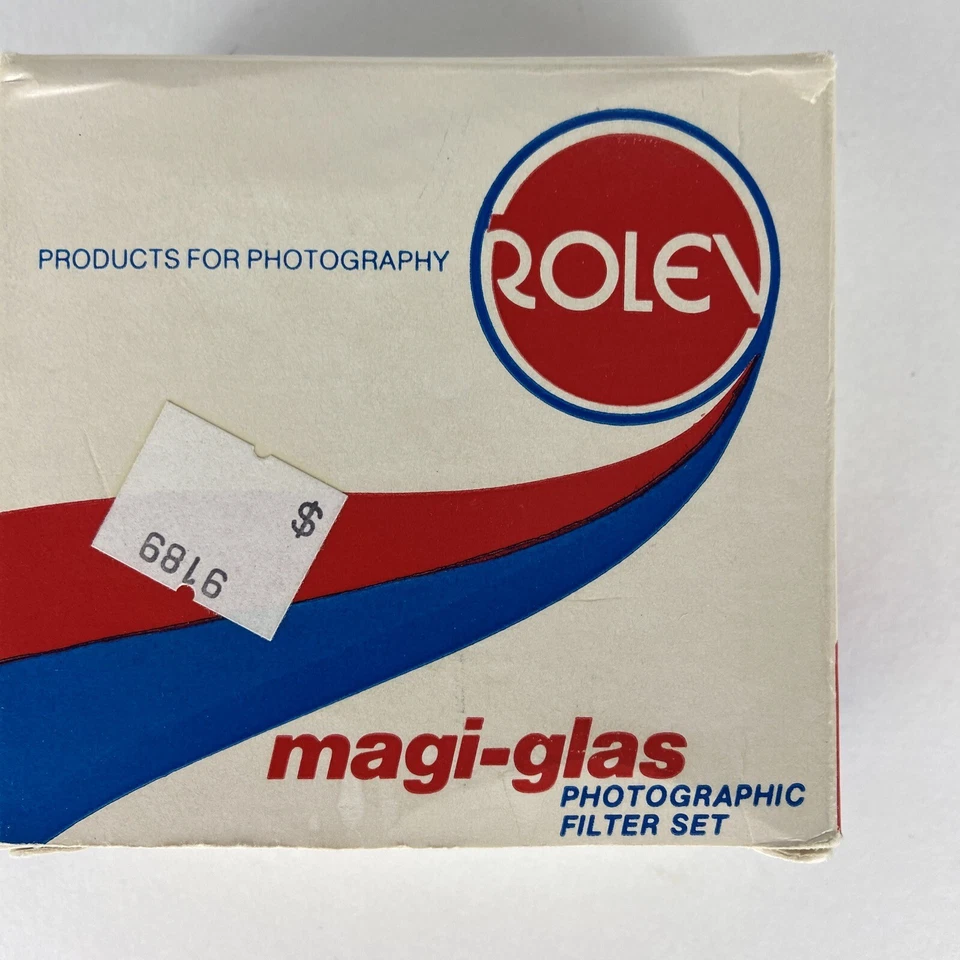 PRODUCTS FOR PHOTOGRAPHY
ROLEV
$
9189
magi-glas
PHOTOGRAPHIC
FILTER SET